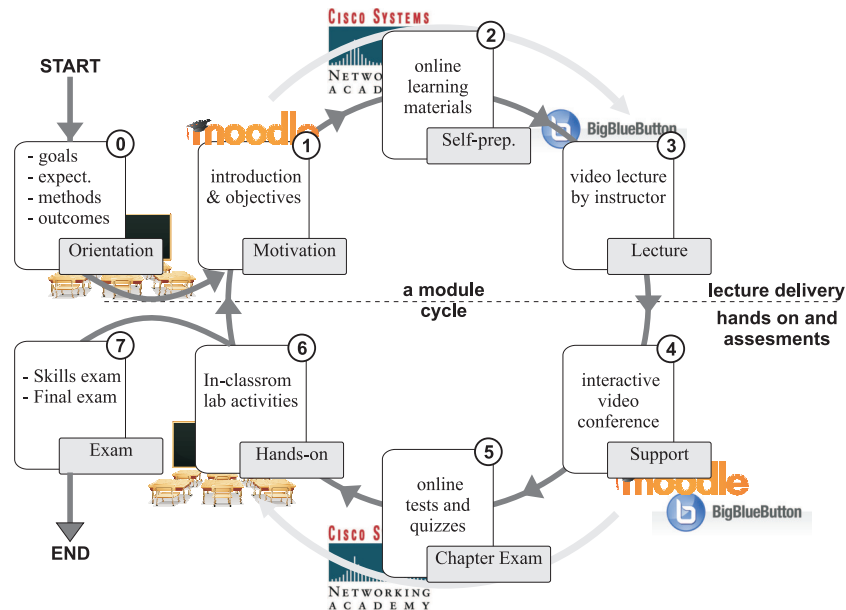 CISCO SYSTEMS
NETWO
ACAD
START
0
- goals
- expect.
- methods
- outcomes
Orientation
moodle
1
introduction
& objectives
Motivation
2
online
learning
materials
Self-prep.
b BigBlueButton
3
video lecture
by instructor
Lecture
a module
cycle
lecture delivery
hands on and
assesments
4
interactive
video
conference
Support
moodle
b BigBlueButton
5
online
tests and
quizzes
Chapter Exam
CISCO S
NETWORKING
ACADEMY
6
In-classrom
lab activities
Hands-on
7
- Skills exam
- Final exam
Exam
END